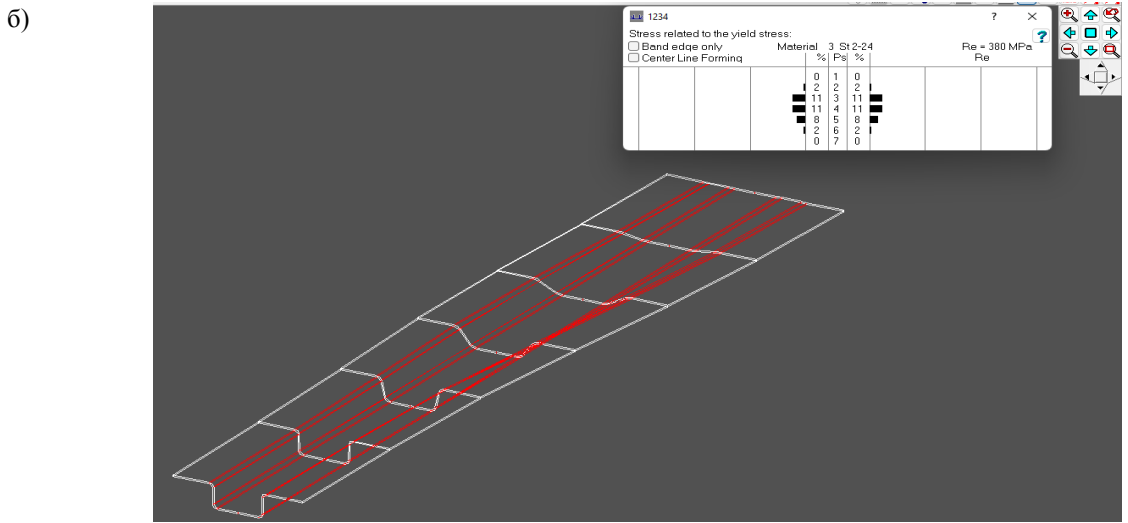 б)
1234
?
×
Stress related to the yield stress:
?
Band edge only
Material 3 St 2-24
Re = 380 MPa
Center Line Forming
% Ps %
Re
0 1 0
2 2 2
11 3 11
11 4 11
8 5 8
2 6 2
0 7 0